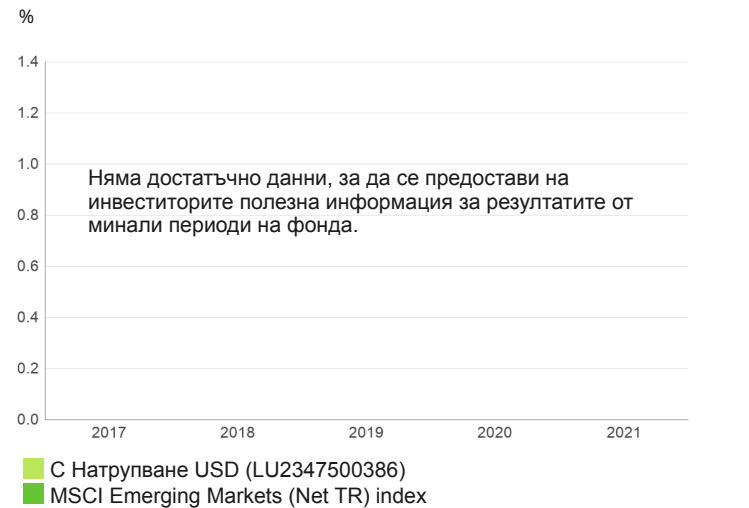 %
1.4
1.2
1.0
Няма достатъчно данни, за да се предостави на
инвеститорите полезна информация за резултатите от
минали периоди на фонда.
0.8
0.6
0.4
0.2
0.0
2017 2018 2019 2020 2021
C Натрупване USD (LU2347500386)
MSCI Emerging Markets (Net TR) index